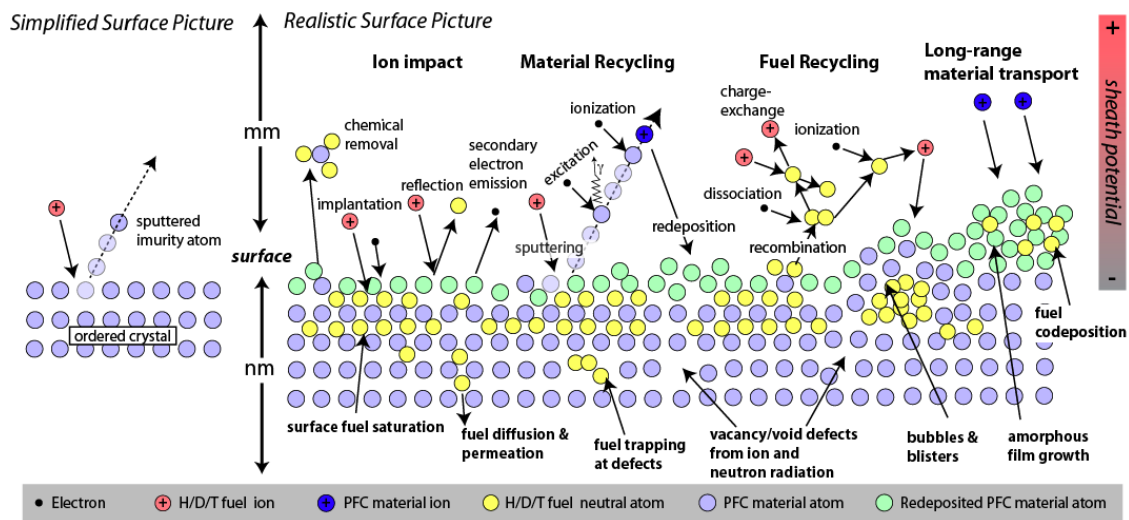 Simplified Surface Picture
Realistic Surface Picture
Ion impact
Material Recycling
Fuel Recycling
Long-range
material transport
+
sheath potential
-
mm
surface
nm
sputtered
imurity atom
ordered crystal
chemical
removal
implantation
reflection
secondary
electron
emission
sputtering
excitation
γ
ionization
redeposition
charge-
exchange
ionization
dissociation
recombination
surface fuel saturation
fuel diffusion &
permeation
fuel trapping
at defects
vacancy/void defects
from ion and
neutron radiation
bubbles &
blisters
amorphous
film growth
fuel
codeposition
Electron
+ H/D/T fuel ion
+ PFC material ion
H/D/T fuel neutral atom
PFC material atom
Redeposited PFC material atom